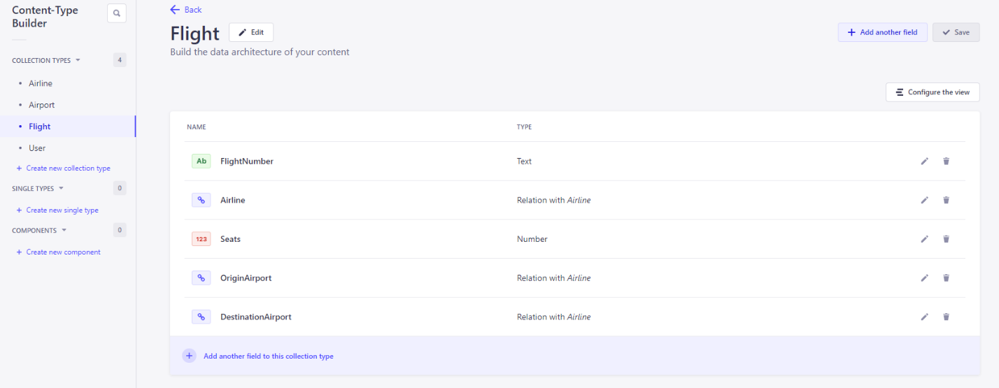 Content-Type
Builder
COLLECTION TYPES
4
Airline
Airport
Flight
User
+ Create new collection type
SINGLE TYPES
0
+ Create new single type
COMPONENTS
0
+ Create new component
Back
Flight
Edit
Build the data architecture of your content
+ Add another field
Save
Configure the view
NAME TYPE
Ab FlightNumber Text
Airline Relation with Airline
123 Seats Number
OriginAirport Relation with Airline
DestinationAirport Relation with Airline
+ Add another field to this collection type